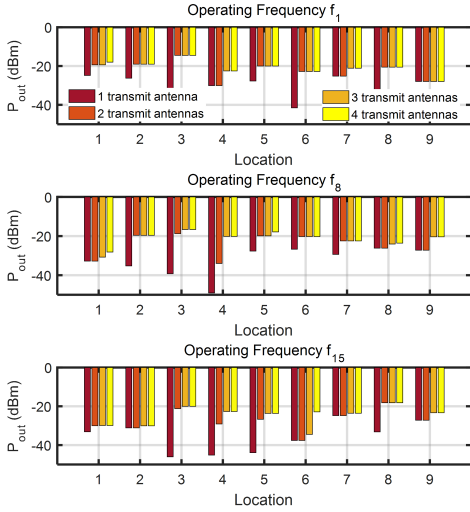 Operating Frequency f1
0
-20
-40
P_out (dBm)
1 transmit antenna
2 transmit antennas
3 transmit antennas
4 transmit antennas
1 2 3 4 5 6 7 8 9
Location
Operating Frequency f8
0
-20
-40
P_out (dBm)
1 2 3 4 5 6 7 8 9
Location
Operating Frequency f15
0
-20
-40
P_out (dBm)
1 2 3 4 5 6 7 8 9
Location